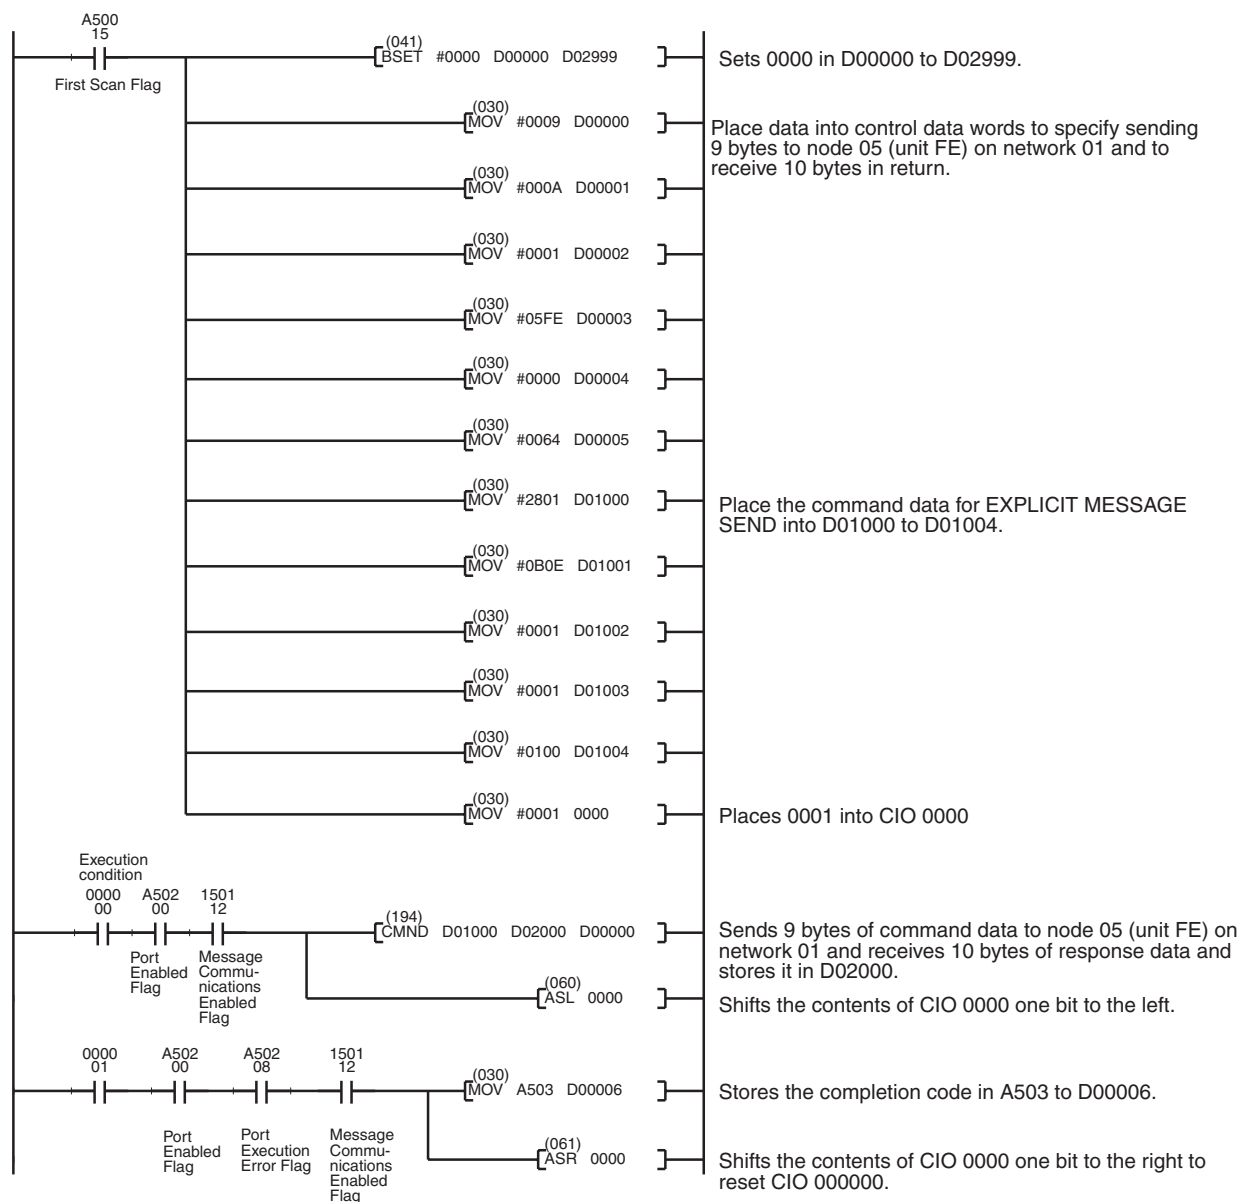 A500
15
First Scan Flag
(041)
BSET #0000 D00000 D02999
Sets 0000 in D00000 to D02999.
(030)
MOV #0009 D00000
Place data into control data words to specify sending
9 bytes to node 05 (unit FE) on network 01 and to
receive 10 bytes in return.
(030)
MOV #000A D00001
(030)
MOV #0001 D00002
(030)
MOV #05FE D00003
(030)
MOV #0000 D00004
(030)
MOV #0064 D00005
(030)
MOV #2801 D01000
Place the command data for EXPLICIT MESSAGE
SEND into D01000 to D01004.
(030)
MOV #0B0E D01001
(030)
MOV #0001 D01002
(030)
MOV #0001 D01003
(030)
MOV #0100 D01004
(030)
MOV #0001 0000
Places 0001 into CIO 0000
Execution
condition
0000
00
A502
00
Port
Enabled
Flag
1501
12
Message
Commu-
nications
Enabled
Flag
(194)
CMND D01000 D02000 D00000
Sends 9 bytes of command data to node 05 (unit FE) on
network 01 and receives 10 bytes of response data and
stores it in D02000.
(060)
ASL 0000
Shifts the contents of CIO 0000 one bit to the left.
0000
01
A502
00
Port
Enabled
Flag
A502
08
Port
Execution
Error Flag
1501
12
Message
Commu-
nications
Enabled
Flag
(030)
MOV A503 D00006
Stores the completion code in A503 to D00006.
(061)
ASR 0000
Shifts the contents of CIO 0000 one bit to the right to
reset CIO 000000.